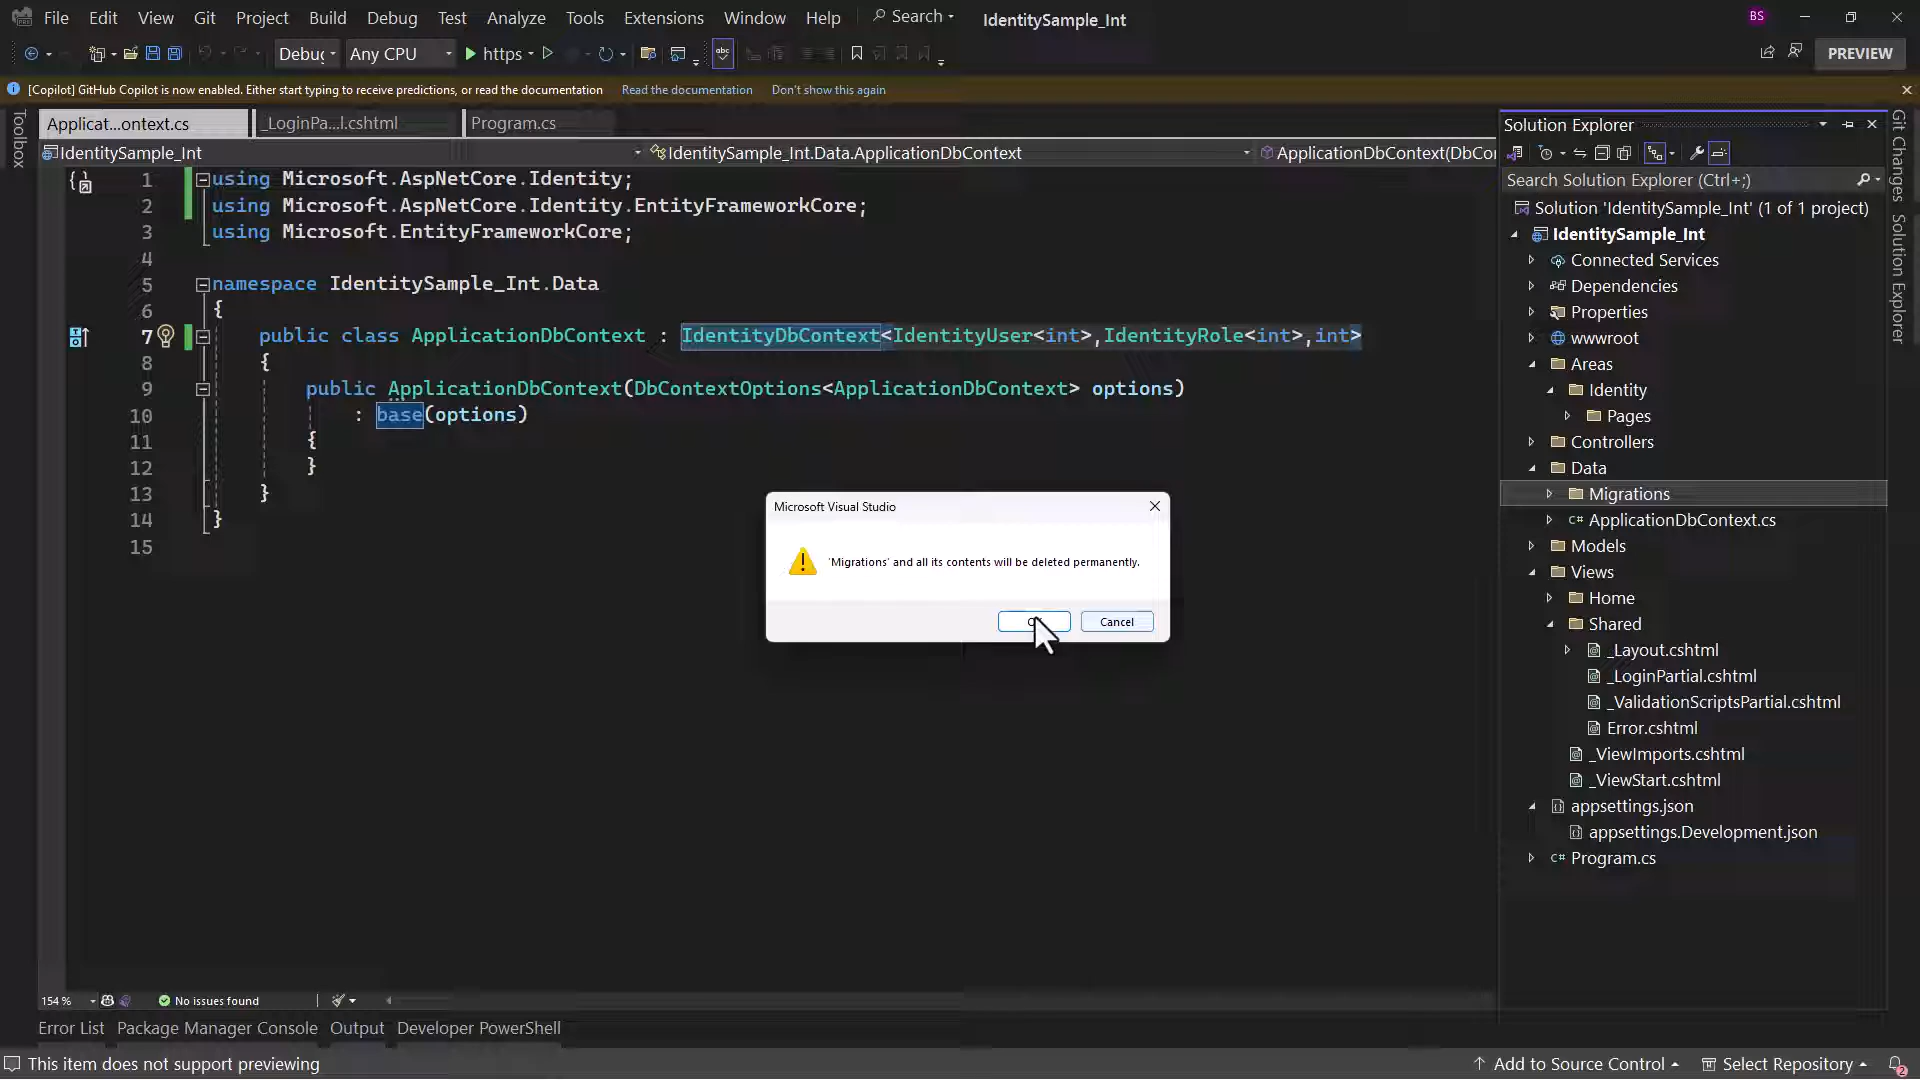 File Edit View Git Project Build Debug Test Analyze Tools Extensions Window Help Search IdentitySample_Int BS
Debug Any CPU https PREVIEW
[Copilot] GitHub Copilot is now enabled. Either start typing to receive predictions, or read the documentation Read the documentation Don't show this again
Toolbox
Applicat...ontext.cs _LoginPa...l.cshtml Program.cs
IdentitySample_Int IdentitySample_Int.Data.ApplicationDbContext ApplicationDbContext(DbCo
1 using Microsoft.AspNetCore.Identity;
2 using Microsoft.AspNetCore.Identity.EntityFrameworkCore;
3 using Microsoft.EntityFrameworkCore;
4
5 namespace IdentitySample_Int.Data
6 {
7 public class ApplicationDbContext : IdentityDbContext<IdentityUser<int>,IdentityRole<int>,int>
8 {
9 public ApplicationDbContext(DbContextOptions<ApplicationDbContext> options)
10 : base(options)
11 {
12 }
13 }
14 }
15
Microsoft Visual Studio
'Migrations' and all its contents will be deleted permanently.
Cancel
Solution Explorer
Search Solution Explorer (Ctrl+;)
Solution 'IdentitySample_Int' (1 of 1 project)
IdentitySample_Int
Connected Services
Dependencies
Properties
wwwroot
Areas
Identity
Pages
Controllers
Data
Migrations
C# ApplicationDbContext.cs
Models
Views
Home
Shared
_Layout.cshtml
_LoginPartial.cshtml
_ValidationScriptsPartial.cshtml
Error.cshtml
_ViewImports.cshtml
_ViewStart.cshtml
appsettings.json
appsettings.Development.json
C# Program.cs
Git Changes
Solution Explorer
154 % No issues found
Error List Package Manager Console Output Developer PowerShell
This item does not support previewing Add to Source Control Select Repository 2